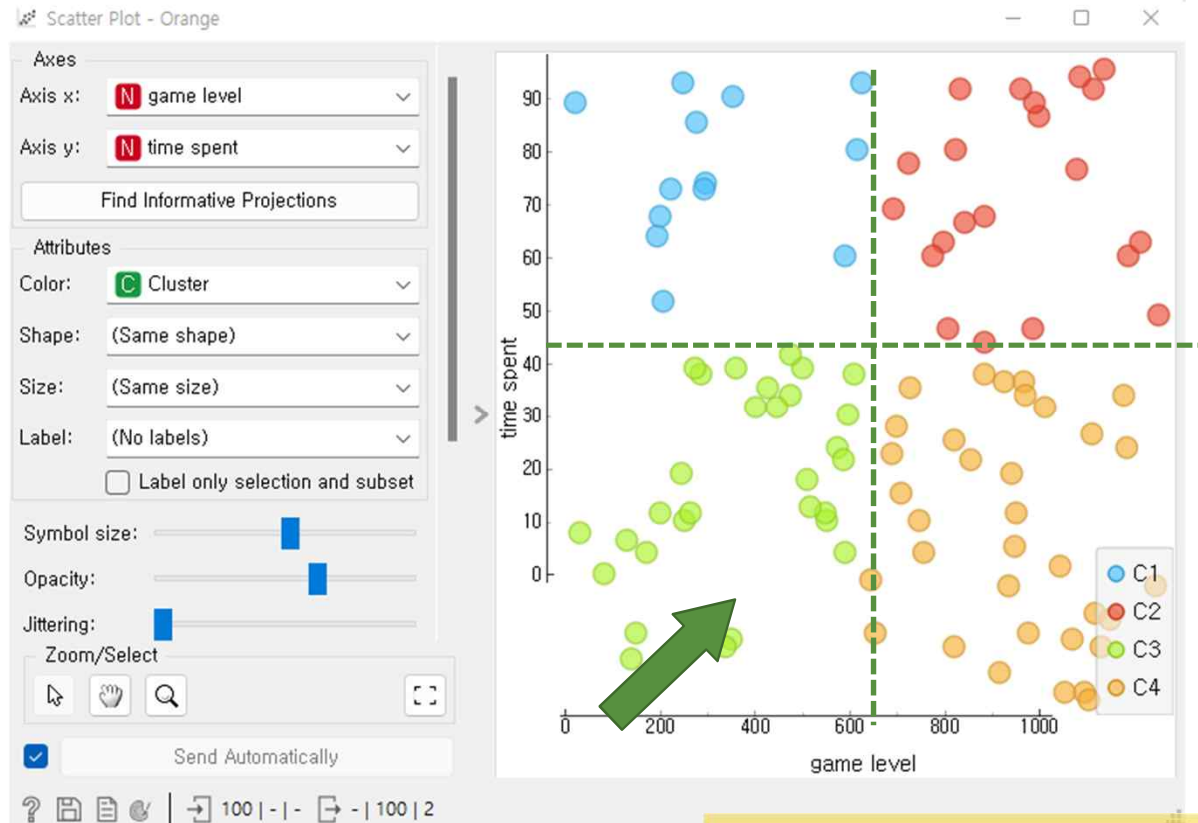 Scatter Plot - Orange
Axes
Axis x: N game level
Axis y: N time spent
Find Informative Projections
Attributes
Color: C Cluster
Shape: (Same shape)
Size: (Same size)
Label: (No labels)
Label only selection and subset
Symbol size:
Opacity:
Jittering:
Zoom/Select
Send Automatically
? 100 | - | - - | 100 | 2
time spent
90
80
70
60
50
40
30
20
10
0
0 200 400 600 800 1000
game level
C1
C2
C3
C4